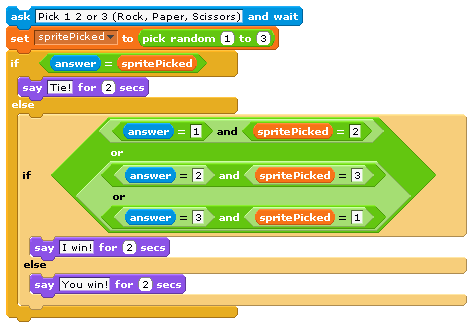 ask Pick 1 2 or 3 (Rock, Paper, Scissors) and wait
set spritePicked to pick random 1 to 3
if answer = spritePicked
say Tie! for 2 secs
else
answer = 1 and spritePicked = 2
or
if answer = 2 and spritePicked = 3
or
answer = 3 and spritePicked = 1
say I win! for 2 secs
else
say You win! for 2 secs